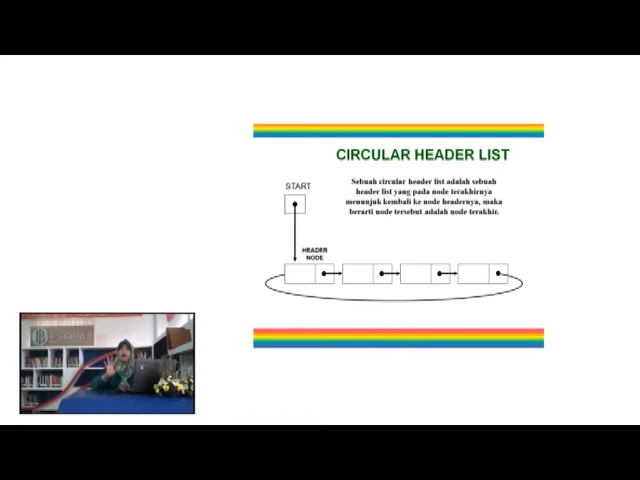 CIRCULAR HEADER LIST
Sebuah circular header list adalah sebuah
header list yang pada node terakhirnya
menunjuk kembali ke node headernya, maka
berarti node tersebut adalah node terakhir.
START
HEADER
NODE
CORNER